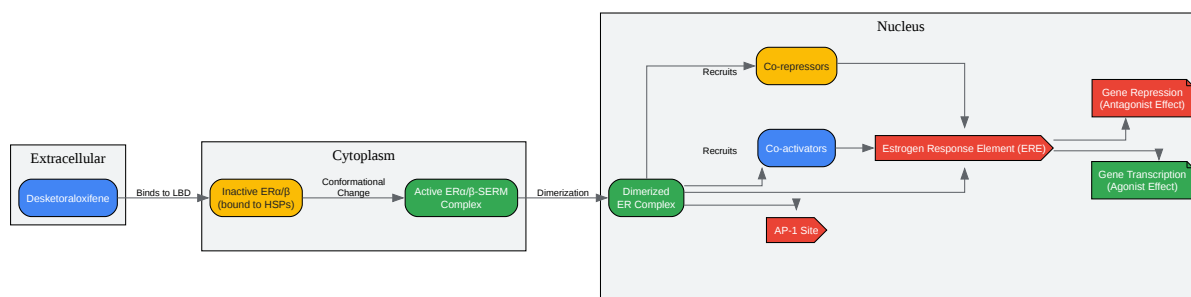 Extracellular
Desketoraloxifene
Binds to LBD
Cytoplasm
Inactive ERα/β
(bound to HSPs)
Conformational
Change
Active ERα/β-SERM
Complex
Dimerization
Nucleus
Dimerized
ER Complex
Recruits
Co-repressors
Recruits
Co-activators
AP-1 Site
Estrogen Response Element (ERE)
Gene Repression
(Antagonist Effect)
Gene Transcription
(Agonist Effect)